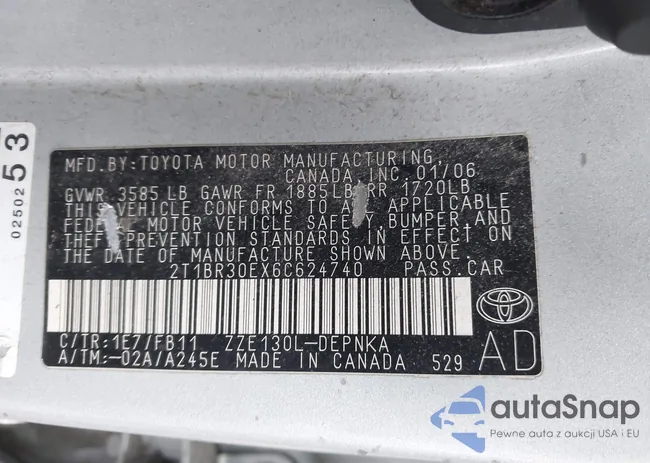 0250253
MFD. BY: TOYOTA MOTOR MANUFACTURING,
CANADA, INC. 01/06
GVWR 3585 LB GAWR FR 1885LB RR 1720LB
THIS VEHICLE CONFORMS TO ALL APPLICABLE
FEDERAL MOTOR VEHICLE SAFETY, BUMPER, AND
THEFT PREVENTION STANDARDS IN EFFECT ON
THE DATE OF MANUFACTURE SHOWN ABOVE.
2T1BR30EX6C624740 PASS. CAR
C/TR: 1E7/FB11 ZZE130L-DEPNKA
A/TM:-02A/A245E MADE IN CANADA 529
AD
autaSnap
Pewne auta z aukcji USA i EU